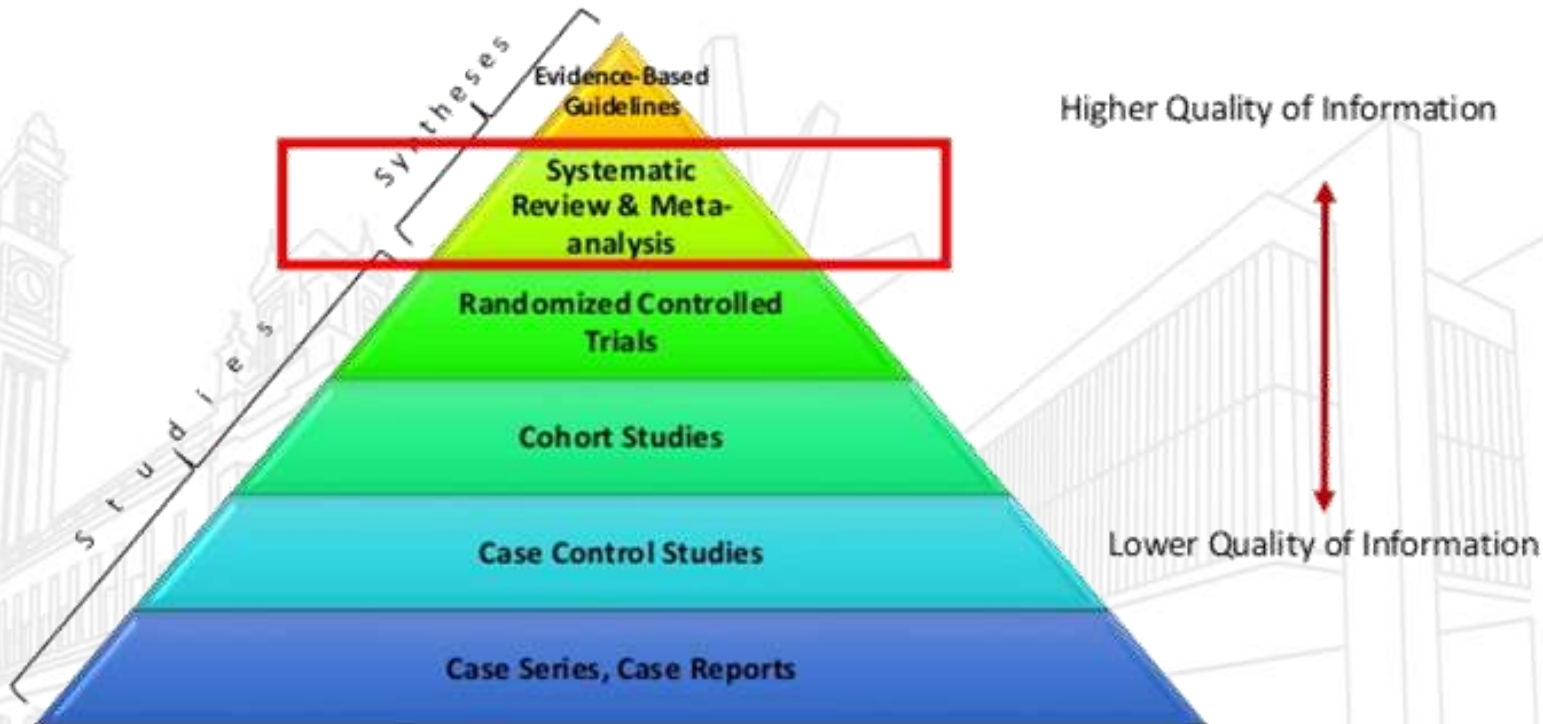 Syntheses
Evidence-Based
Guidelines
Higher Quality of Information
Systematic
Review & Meta-
analysis
Studies
Randomized Controlled
Trials
Cohort Studies
Case Control Studies
Lower Quality of Information
Case Series, Case Reports